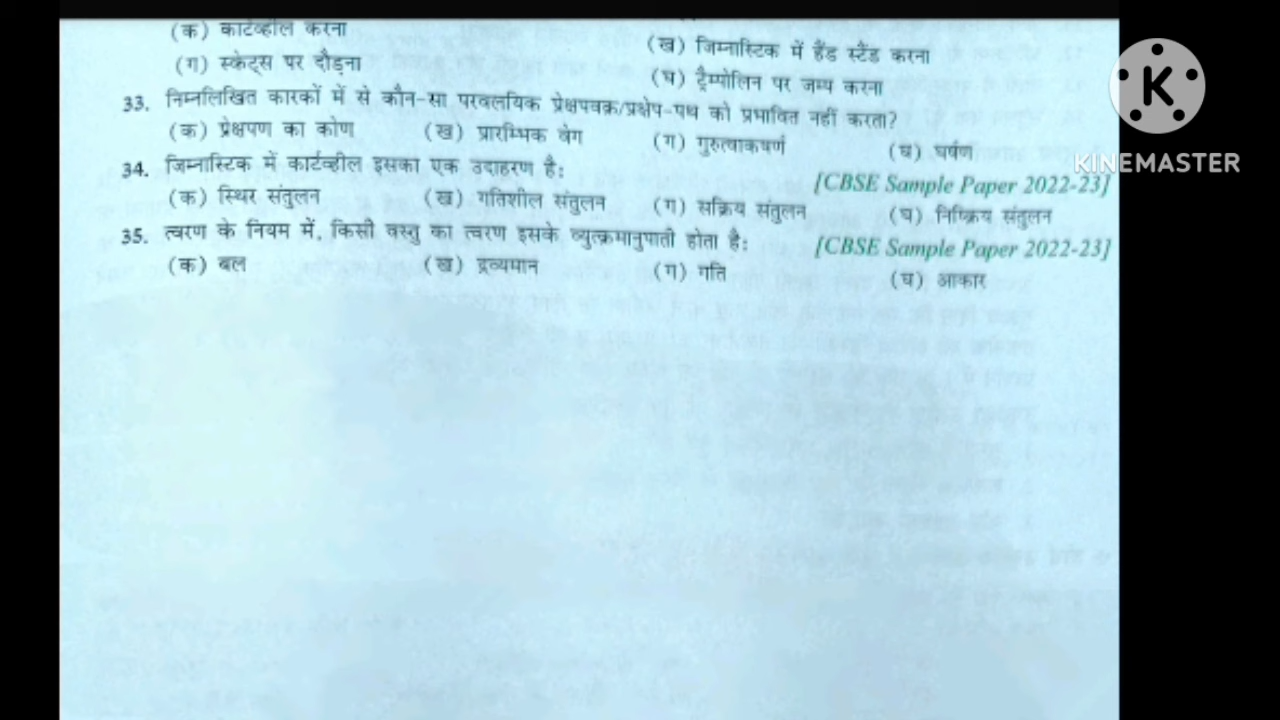 (क) कार्टव्हील करना (ख) जिम्नास्टिक में हैंड स्टैंड करना
(ग) स्केट्स पर दौड़ना (घ) ट्रैम्पोलिन पर जम्प करना
33. निम्नलिखित कारकों में से कौन-सा परवलयिक प्रेक्षपवक्र/प्रक्षेप-पथ को प्रभावित नहीं करता?
(क) प्रेक्षपण का कोण (ख) प्रारम्भिक वेग (ग) गुरुत्वाकषर्ण (घ) घर्षण
34. जिम्नास्टिक में कार्टव्हील इसका एक उदाहरण है: [CBSE Sample Paper 2022-23]
(क) स्थिर संतुलन (ख) गतिशील संतुलन (ग) सक्रिय संतुलन (घ) निष्क्रिय संतुलन
35. त्वरण के नियम में, किसी वस्तु का त्वरण इसके व्युत्क्रमानुपाती होता है: [CBSE Sample Paper 2022-23]
(क) बल (ख) द्रव्यमान (ग) गति (घ) आकार
K
KINEMASTER